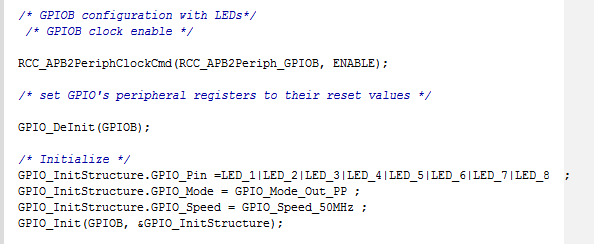 /* GPIOB configuration with LEDs*/
/* GPIOB clock enable */
RCC_APB2PeriphClockCmd(RCC_APB2Periph_GPIOB, ENABLE);
/* set GPIO's peripheral registers to their reset values */
GPIO_DeInit(GPIOB);
/* Initialize */
GPIO_InitStructure.GPIO_Pin =LED_1|LED_2|LED_3|LED_4|LED_5|LED_6|LED_7|LED_8 ;
GPIO_InitStructure.GPIO_Mode = GPIO_Mode_Out_PP ;
GPIO_InitStructure.GPIO_Speed = GPIO_Speed_50MHz ;
GPIO_Init(GPIOB, &GPIO_InitStructure);